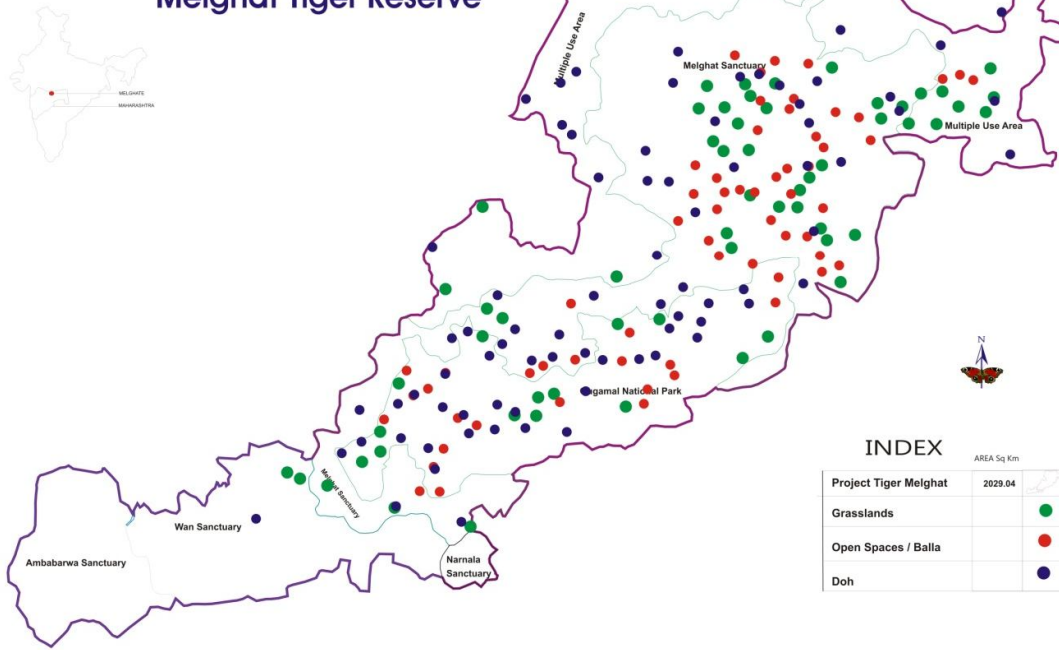 Melghat Tiger Reserve
MELGHATE
MAHARASHTRA
Multiple Use Area
Melghat Sanctuary
Multiple Use Area
ugamal National Park
Melghat Sanctuary
Wan Sanctuary
Ambabarwa Sanctuary
Narnala
Sanctuary
N
INDEX
AREA Sq Km
Project Tiger Melghat 2029.04
Grasslands
Open Spaces / Balla
Doh